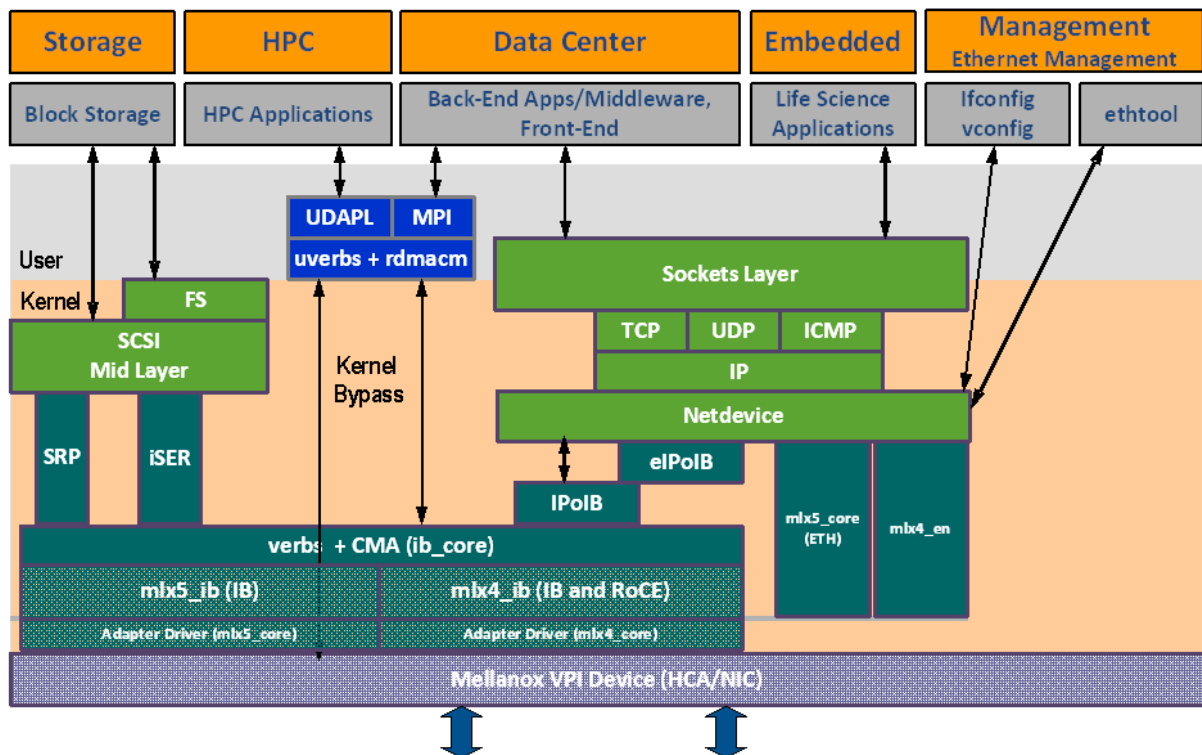 Storage
HPC
Data Center
Embedded
Management
Ethernet Management
Block Storage
HPC Applications
Back-End Apps/Middleware,
Front-End
Life Science
Applications
Ifconfig
vconfig
ethtool
UDAPL
MPI
uverbs + rdmacm
User
Kernel
FS
SCSI
Mid Layer
Sockets Layer
TCP
UDP
ICMP
IP
Kernel
Bypass
Netdevice
SRP
iSER
eIPoIB
IPoIB
mlx5_core
(ETH)
mlx4_en
verbs + CMA (ib_core)
mlx5_ib (IB)
mlx4_ib (IB and RoCE)
Adapter Driver (mlx5_core)
Adapter Driver (mlx4_core)
Mellanox VPI Device (HCA/NIC)